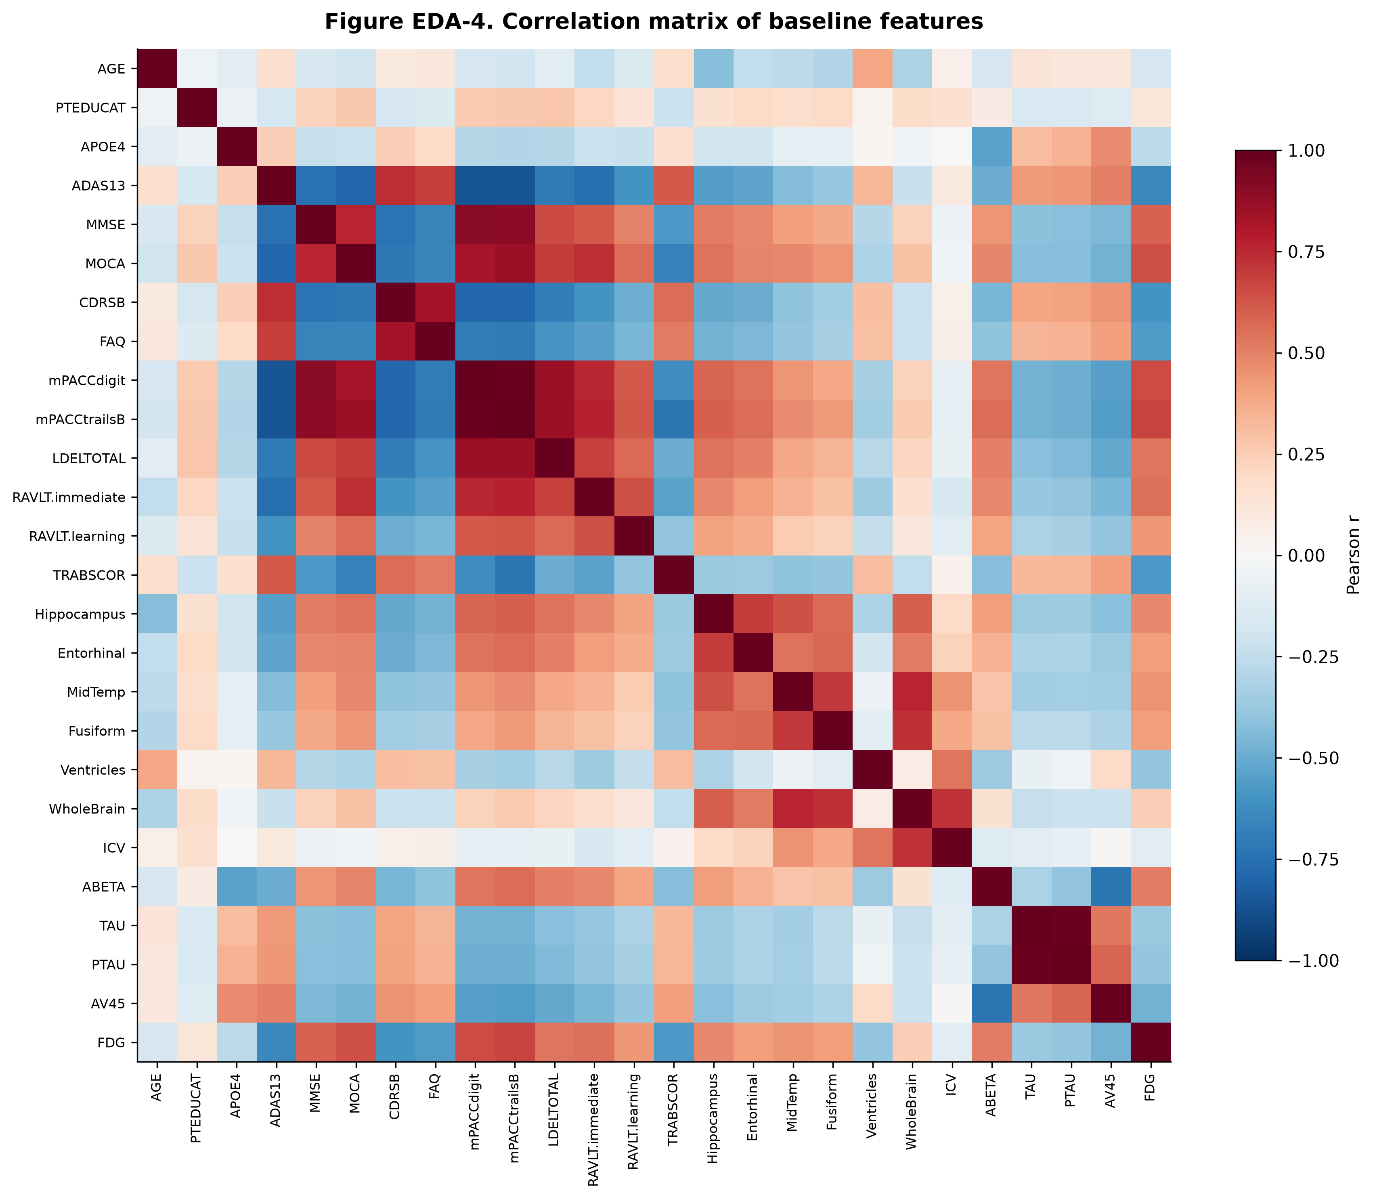 Figure EDA-4. Correlation matrix of baseline features
AGE
PTEDUCAT
APOE4
ADAS13
MMSE
MOCA
CDRSB
FAQ
mPACCdigit
mPACCtrailsB
LDELTOTAL
RAVLT.immediate
RAVLT.learning
TRABSCOR
Hippocampus
Entorhinal
MidTemp
Fusiform
Ventricles
WholeBrain
ICV
ABETA
TAU
PTAU
AV45
FDG
AGE
PTEDUCAT
APOE4
ADAS13
MMSE
MOCA
CDRSB
FAQ
mPACCdigit
mPACCtrailsB
LDELTOTAL
RAVLT.immediate
RAVLT.learning
TRABSCOR
Hippocampus
Entorhinal
MidTemp
Fusiform
Ventricles
WholeBrain
ICV
ABETA
TAU
PTAU
AV45
FDG
1.00
0.75
0.50
0.25
0.00
−0.25
−0.50
−0.75
−1.00
Pearson r